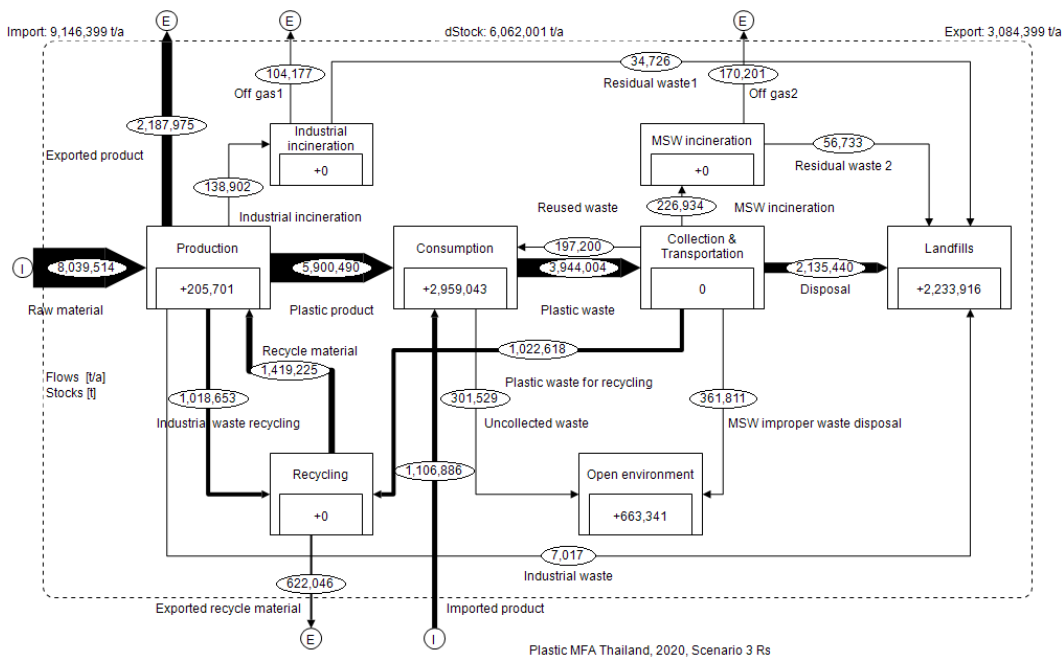 Import: 9,146,399 t/a
E
E
dStock: 6,062,001 t/a
E
Export: 3,084,399 t/a
104,177
34,726
170,201
Residual waste1
Off gas1
Off gas2
2,187,975
Industrial
incineration
+0
MSW incineration
+0
56,733
Residual waste 2
Exported product
138,902
Industrial incineration
Reused waste
226,934
MSW incineration
I
8,039,514
Raw material
Production
+205,701
5,900,490
Plastic product
Consumption
+2,959,043
197,200
3,944,004
Plastic waste
Collection &
Transportation
0
2,135,440
Disposal
Landfills
+2,233,916
Recycle material
1,419,225
1,022,618
Plastic waste for recycling
Flows [t/a]
Stocks [t]
1,018,653
Industrial waste recycling
301,529
Uncollected waste
361,811
MSW improper waste disposal
Recycling
+0
1,106,886
Open environment
+663,341
7,017
Industrial waste
622,046
Exported recycle material
Imported product
E
I
Plastic MFA Thailand, 2020, Scenario 3 Rs